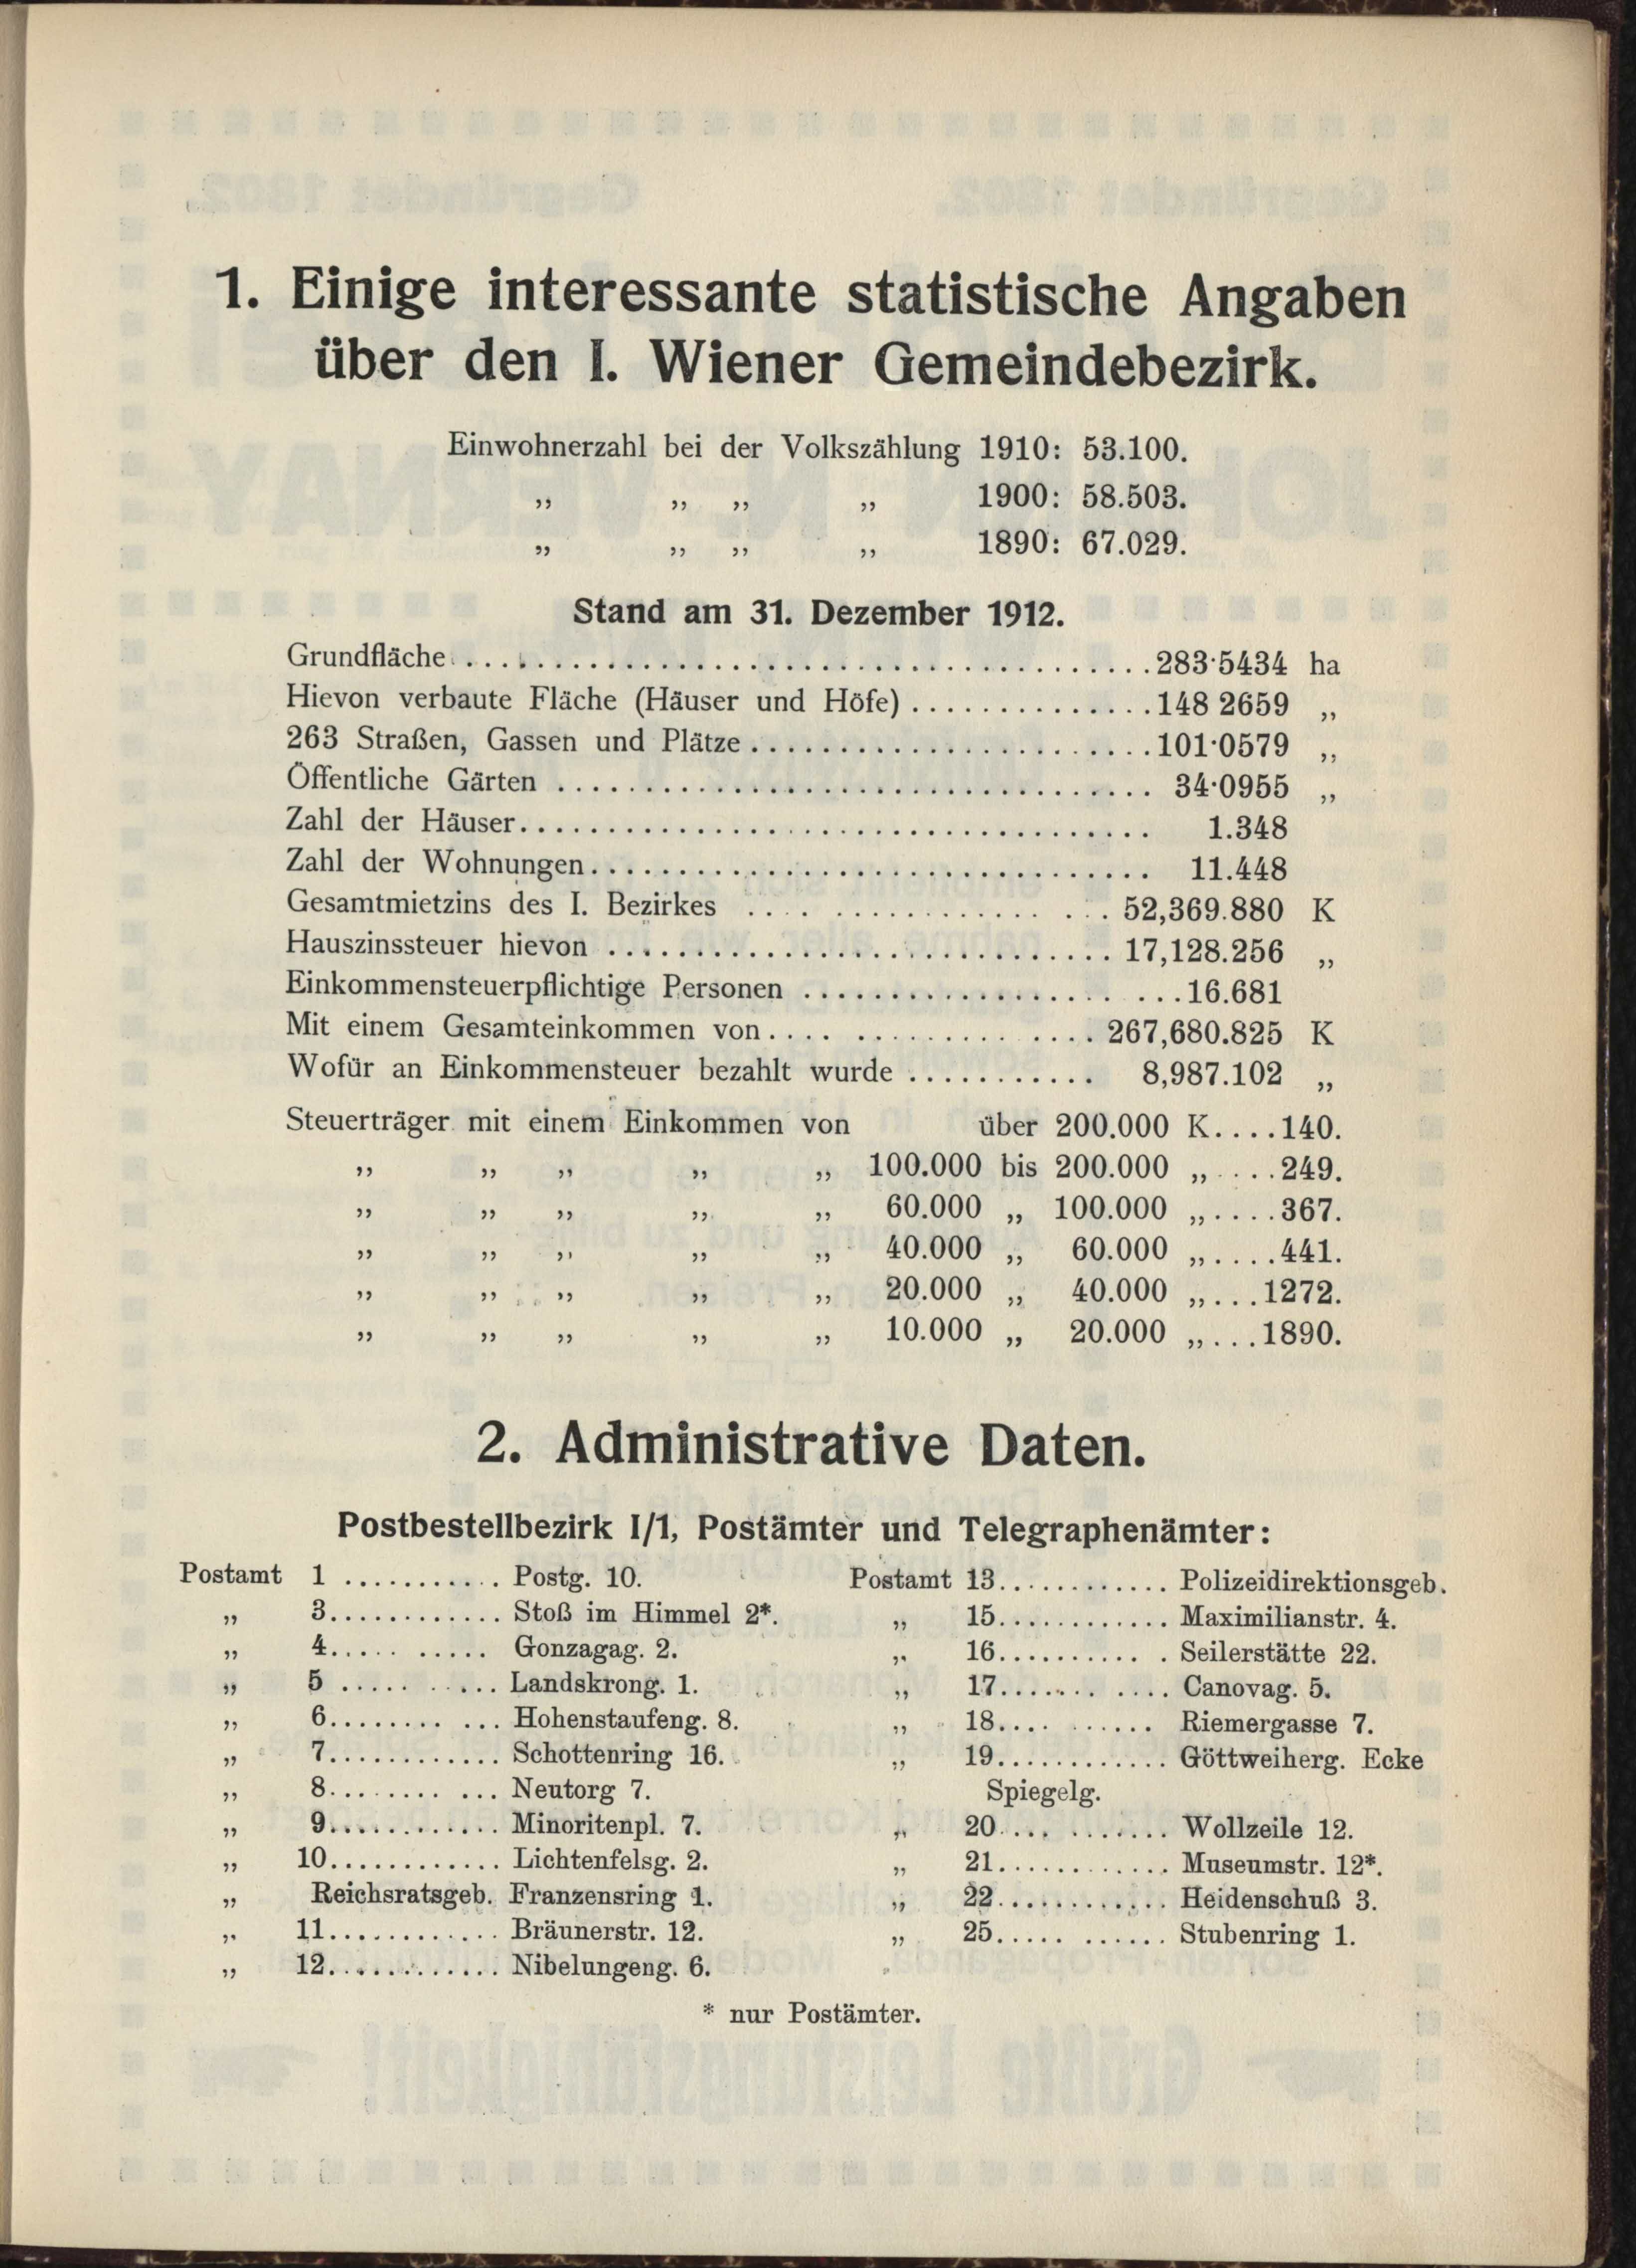 1. Einige interessante statistische Angaben
über den I. Wiener Gemeindebezirk.
Einwohnerzahl bei der Volkszählung 1910: 53.100.
„ „ „ „ 1900: 58.503.
„ „ „ „ 1890: 67.029.
Stand am 31. Dezember 1912.
Grundfläche........................................283·5434 ha
Hievon verbaute Fläche (Häuser und Höfe)..............148 2659 „
263 Straßen, Gassen und Plätze.......................101·0579 „
Öffentliche Gärten .................................. 34·0955 „
Zahl der Häuser.................................... 1.348
Zahl der Wohnungen................................ 11.448
Gesamtmietzins des I. Bezirkes .... ............ ... 52,369.880 K
Hauszinssteuer hievon ............................. 17,128.256 „
Einkommensteuerpflichtige Personen .................. ...16.681
Mit einem Gesamteinkommen von.... .............. 267,680.825 K
Wofür an Einkommensteuer bezahlt wurde ........... 8,987.102 „
Steuerträger mit einem Einkommen von über 200.000 K....140.
„ „ „ „ „ 100.000 bis 200.000 „ ....249.
„ „ „ „ „ 60.000 „ 100.000 „....367.
„ „ „ „ „ 40.000 „ 60.000 „....441.
„ „ „ „ „ 20.000 „ 40.000 „...1272.
„ „ „ „ „ 10.000 „ 20.000 „...1890.
2. Administrative Daten.
Postbestellbezirk I/1, Postämter und Telegraphenämter:
Postamt 1 ........... Postg. 10.
„ 3............ Stoß im Himmel 2*.
„ 4..... ..... Gonzagag. 2.
„ 5 ..... ..... Landskrong. 1.
„ 6........ ... Hohenstaufeng. 8.
„ 7............ Schottenring 16.
„ 8........ ... Neutorg 7.
„ 9............ Minoritenpl. 7.
„ 10............ Lichtenfelsg. 2.
„ Reichsratsgeb. Franzensring 1.
„ 11............ Bräunerstr. 12.
„ 12............ Nibelungeng. 6.
Postamt 13............ Polizeidirektionsgeb.
„ 15............ Maximilianstr. 4.
„ 16.......... . Seilerstätte 22.
„ 17....... .... Canovag. 5.
„ 18.... ...... Riemergasse 7.
„ 19............ Göttweiherg. Ecke
Spiegelg.
„ 20.... ....... Wollzeile 12.
„ 21............ Museumstr. 12*.
„ 22............ Heidenschuß 3.
„ 25..... ...... Stubenring 1.
* nur Postämter.